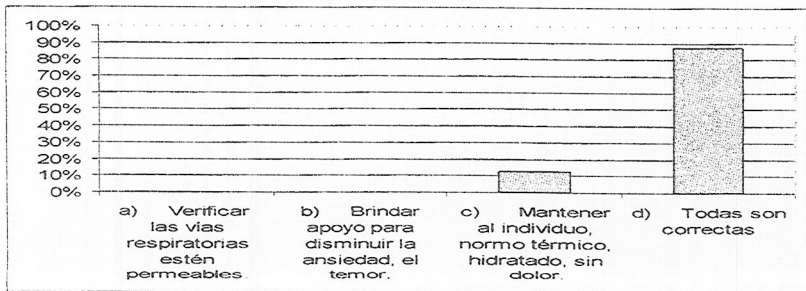 100%
90%
80%
70%
60%
50%
40%
30%
20%
10%
0%
a) Verificar
las vías
respiratorias
estén
permeables.
b) Brindar
apoyo para
disminuir la
ansiedad, el
temor.
c) Mantener
al individuo,
normo térmico,
hidratado, sin
dolor.
d) Todas son
correctas